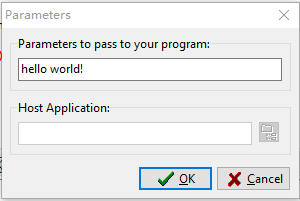 Parameters
Parameters to pass to your program:
hello world!
Host Application:
OK
Cancel